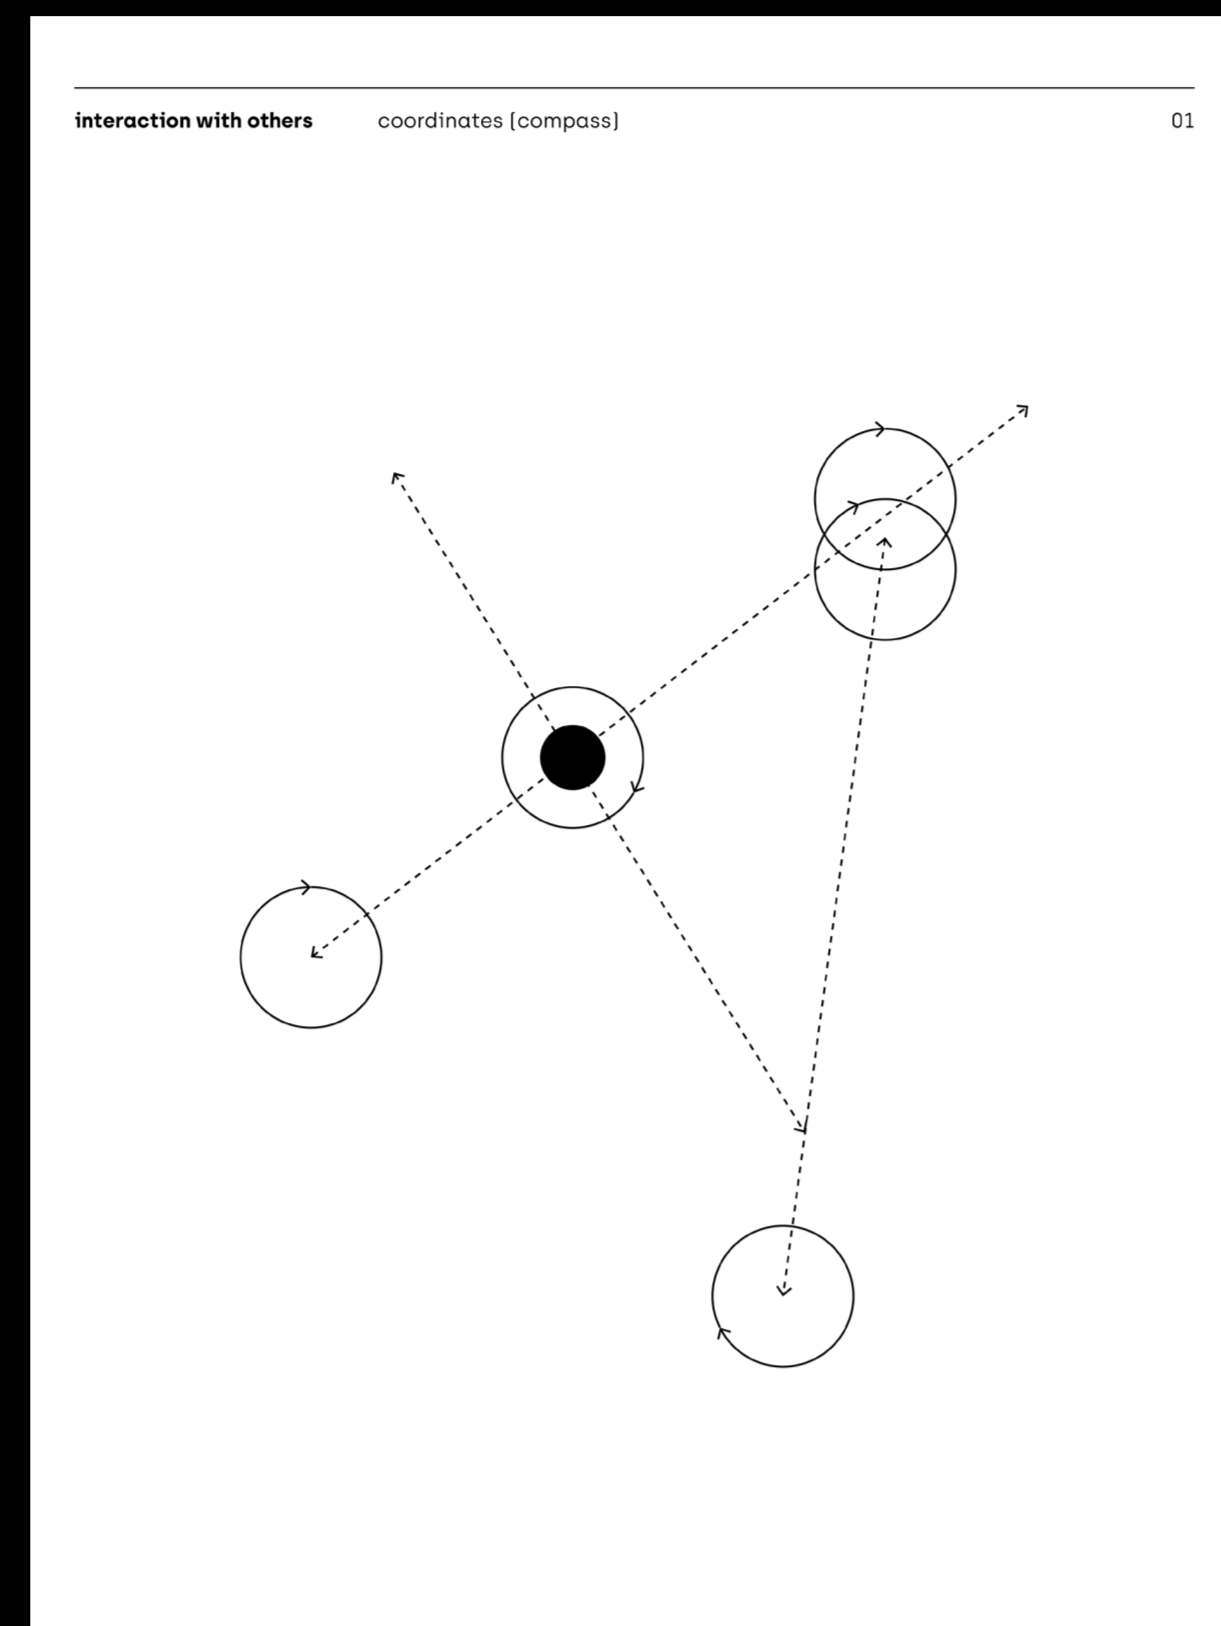 interaction with others coordinates (compass) 01